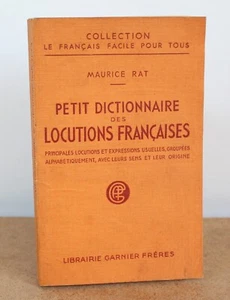 COLLECTION
LE FRANÇAIS FACILE POUR TOUS
MAURICE RAT
PETIT DICTIONNAIRE
DES
LOCUTIONS FRANÇAISES
PRINCIPALES LOCUTIONS ET EXPRESSIONS USUELLES, GROUPÉES
ALPHABÉTIQUEMENT, AVEC LEURS SENS ET LEUR ORIGINE
LIBRAIRIE GARNIER FRÈRES